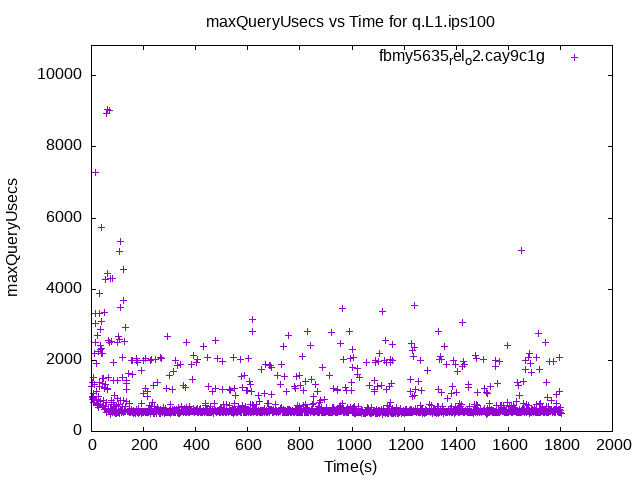 maxQueryUsecs vs Time for q.L1.ips100
fbmy5635relo2.cay9c1g
10000
8000
6000
4000
2000
0
maxQueryUsecs
0 200 400 600 800 1000 1200 1400 1600 1800 2000
Time(s)